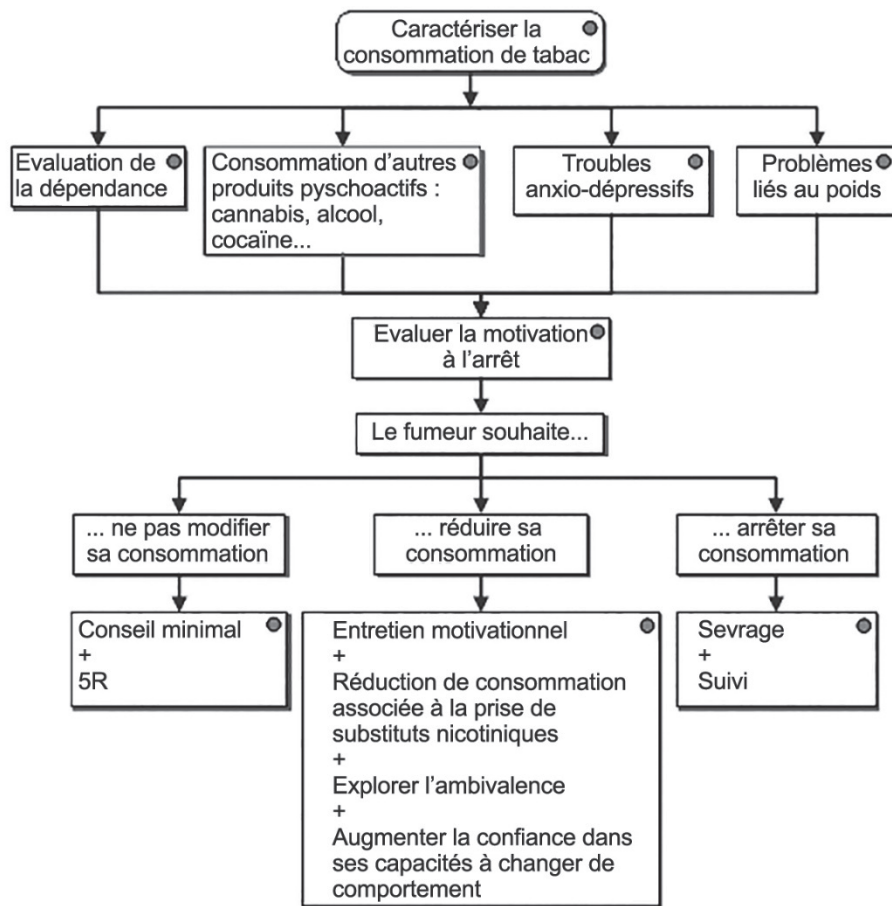 Caractériser la
consommation de tabac
Evaluation de
la dépendance
Consommation d'autres
produits pyschoactifs :
cannabis, alcool,
cocaïne...
Troubles
anxio-dépressifs
Problèmes
liés au poids
Evaluer la motivation
à l'arrêt
Le fumeur souhaite...
... ne pas modifier
sa consommation
... réduire sa
consommation
... arrêter sa
consommation
Conseil minimal
+
5R
Entretien motivationnel
+
Réduction de consommation
associée à la prise de
substituts nicotiniques
+
Explorer l'ambivalence
+
Augmenter la confiance dans
ses capacités à changer de
comportement
Sevrage
+
Suivi